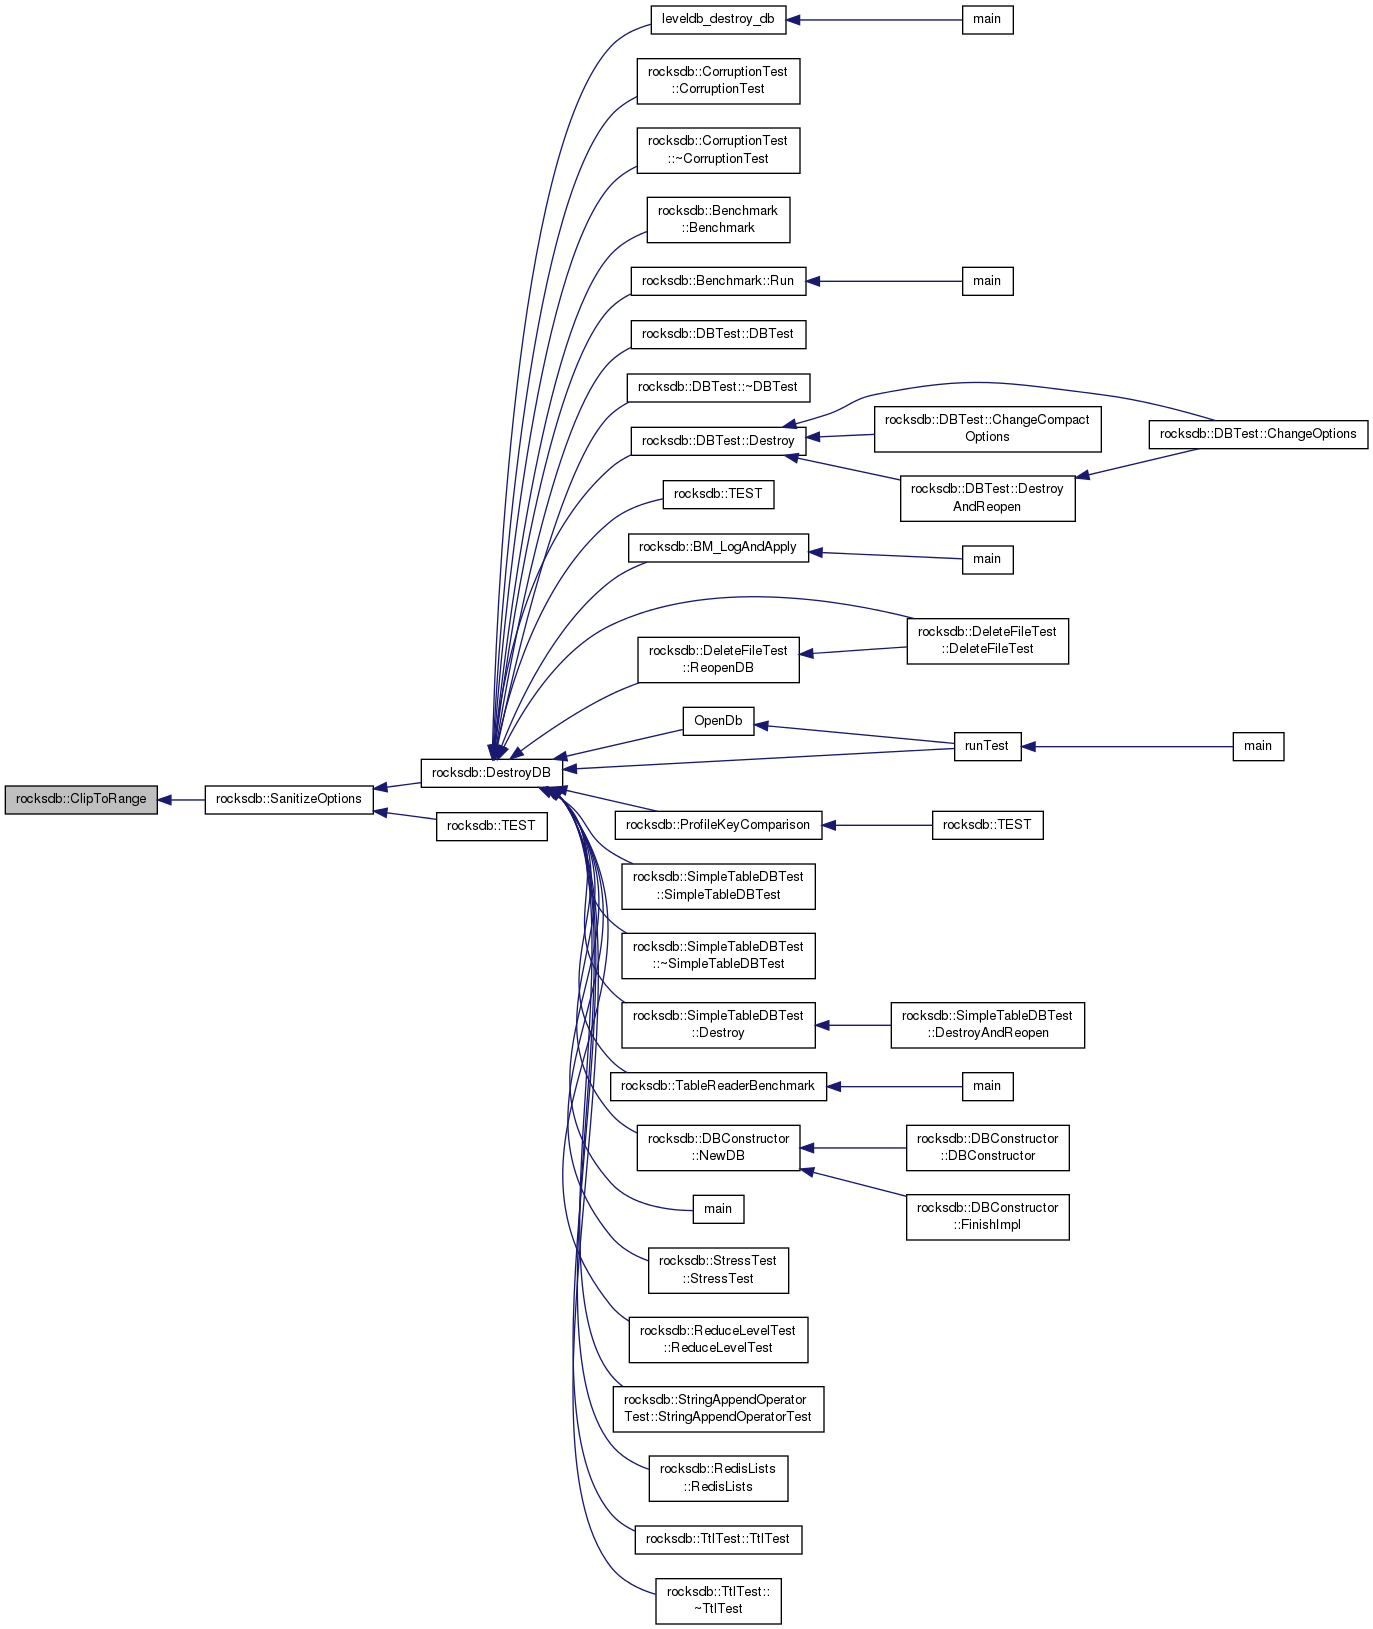 leveldb_destroy_db
main
rocksdb::CorruptionTest
::CorruptionTest
rocksdb::CorruptionTest
::~CorruptionTest
rocksdb::Benchmark
::Benchmark
rocksdb::Benchmark::Run
main
rocksdb::DBTest::DBTest
rocksdb::DBTest::~DBTest
rocksdb::DBTest::Destroy
rocksdb::DBTest::ChangeCompact
Options
rocksdb::DBTest::ChangeOptions
rocksdb::DBTest::Destroy
AndReopen
rocksdb::TEST
rocksdb::BM_LogAndApply
main
rocksdb::DeleteFileTest
::DeleteFileTest
rocksdb::DeleteFileTest
::ReopenDB
OpenDb
runTest
main
rocksdb::DestroyDB
rocksdb::ClipToRange
rocksdb::SanitizeOptions
rocksdb::TEST
rocksdb::ProfileKeyComparison
rocksdb::TEST
rocksdb::SimpleTableDBTest
::SimpleTableDBTest
rocksdb::SimpleTableDBTest
::~SimpleTableDBTest
rocksdb::SimpleTableDBTest
::Destroy
rocksdb::SimpleTableDBTest
::DestroyAndReopen
rocksdb::TableReaderBenchmark
main
rocksdb::DBConstructor
::NewDB
rocksdb::DBConstructor
::DBConstructor
main
rocksdb::DBConstructor
::FinishImpl
rocksdb::StressTest
::StressTest
rocksdb::ReduceLevelTest
::ReduceLevelTest
rocksdb::StringAppendOperator
Test::StringAppendOperatorTest
rocksdb::RedisLists
::RedisLists
rocksdb::TtlTest::TtlTest
rocksdb::TtlTest::
~TtlTest